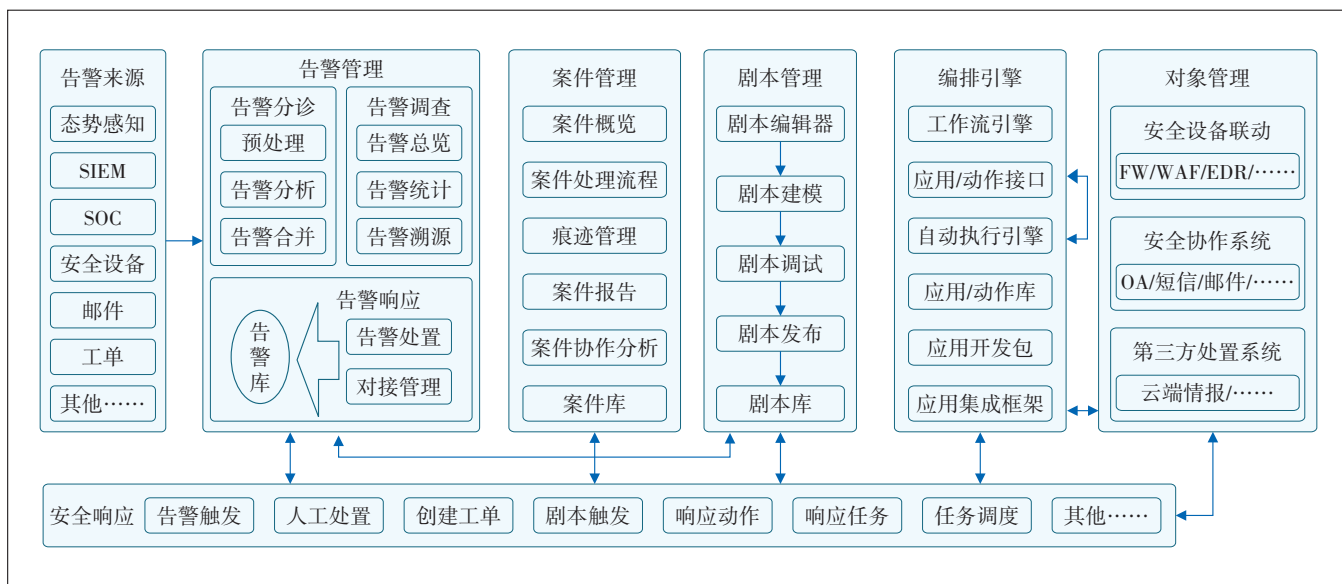 告警来源
态势感知
SIEM
SOC
安全设备
邮件
工单
其他……
告警管理
告警分诊
预处理
告警分析
告警合并
告警调查
告警总览
告警统计
告警溯源
告警响应
告警库
告警处置
对接管理
案件管理
案件概览
案件处理流程
痕迹管理
案件报告
案件协作分析
案件库
剧本管理
剧本编辑器
剧本建模
剧本调试
剧本发布
剧本库
编排引擎
工作流引擎
应用/动作接口
自动执行引擎
应用/动作库
应用开发包
应用集成框架
对象管理
安全设备联动
FW/WAF/EDR/……
安全协作系统
OA/短信/邮件/……
第三方处置系统
云端情报/……
安全响应
告警触发
人工处置
创建工单
剧本触发
响应动作
响应任务
任务调度
其他……